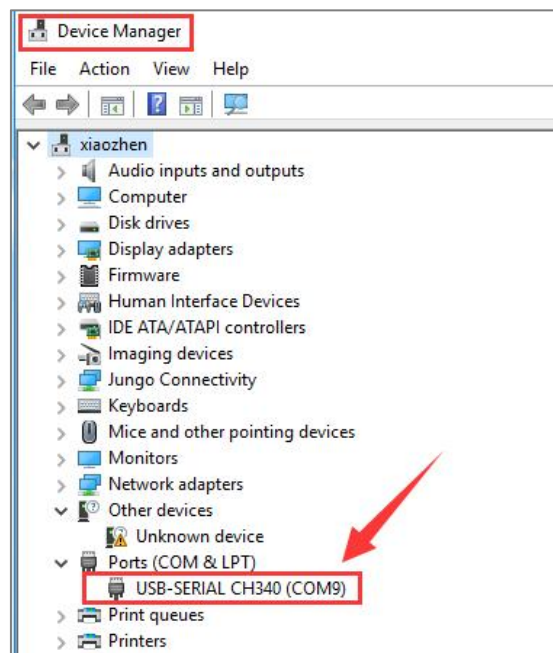 Device Manager
File Action View Help
xiaozhen
Audio inputs and outputs
Computer
Disk drives
Display adapters
Firmware
Human Interface Devices
IDE ATA/ATAPI controllers
Imaging devices
Jungo Connectivity
Keyboards
Mice and other pointing devices
Monitors
Network adapters
Other devices
Unknown device
Ports (COM & LPT)
USB-SERIAL CH340 (COM9)
Print queues
Printers